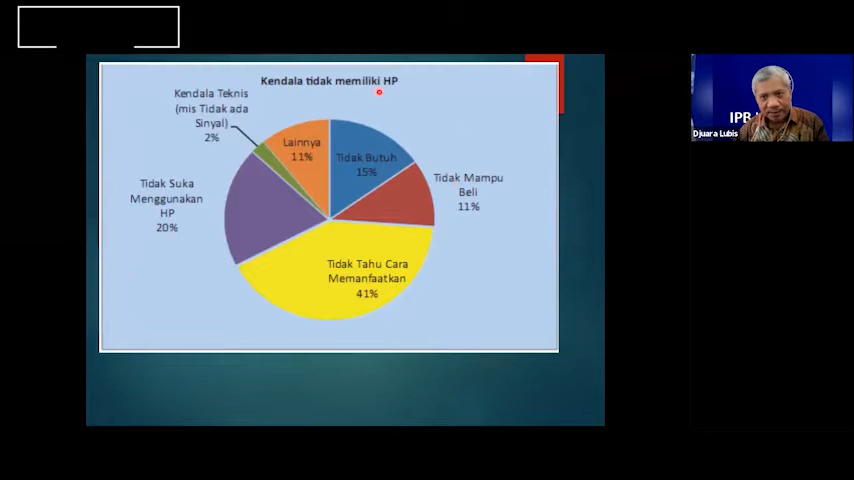 Kendala tidak memiliki HP
Kendala Teknis
(mis Tidak ada
Sinyal)
2%
Lainnya
11%
Tidak Butuh
15%
Tidak Mampu
Beli
11%
Tidak Suka
Menggunakan
HP
20%
Tidak Tahu Cara
Memanfaatkan
41%
IPB
Djuara Lubis